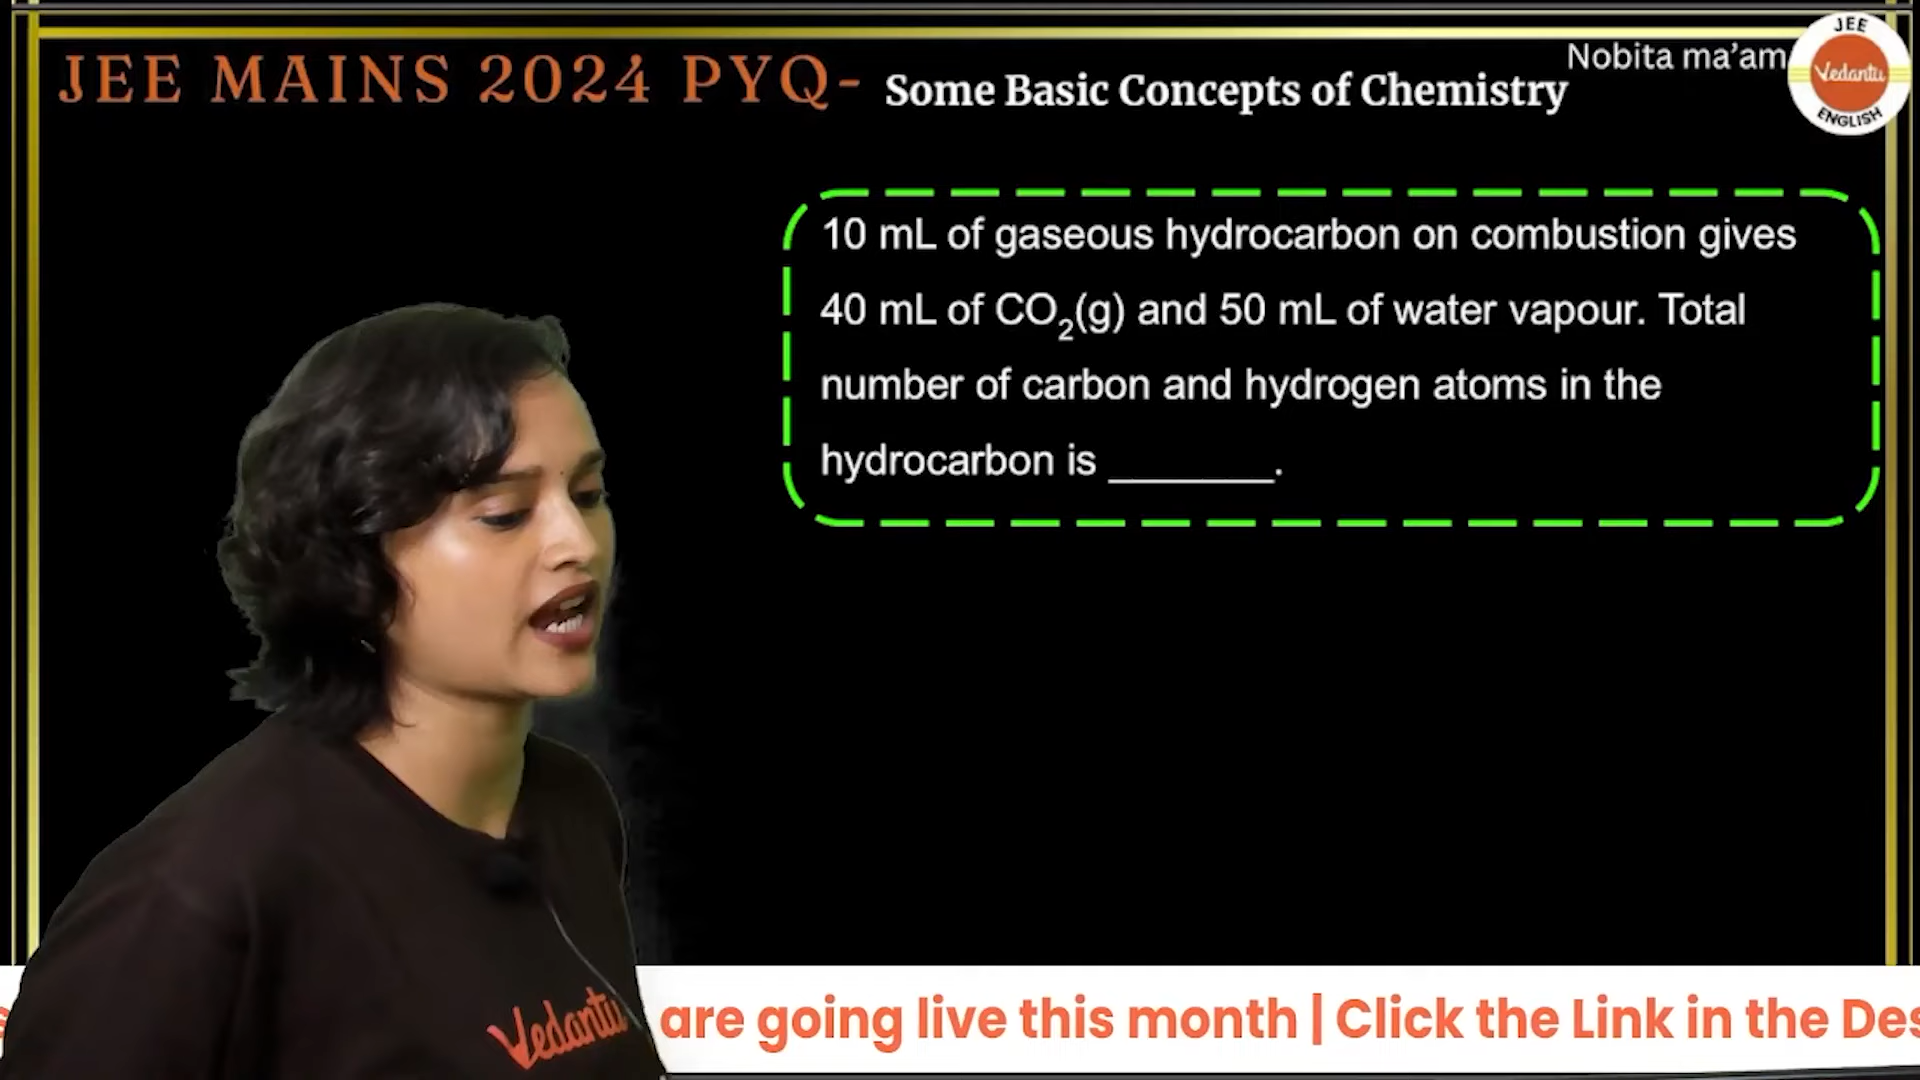 JEE MAINS 2024 PYQ- Some Basic Concepts of Chemistry
Nobita ma'am
JEE
Vedantu
ENGLISH
10 mL of gaseous hydrocarbon on combustion gives
40 mL of CO₂(g) and 50 mL of water vapour. Total
number of carbon and hydrogen atoms in the
hydrocarbon is ________.
Vedantu
are going live this month | Click the Link in the